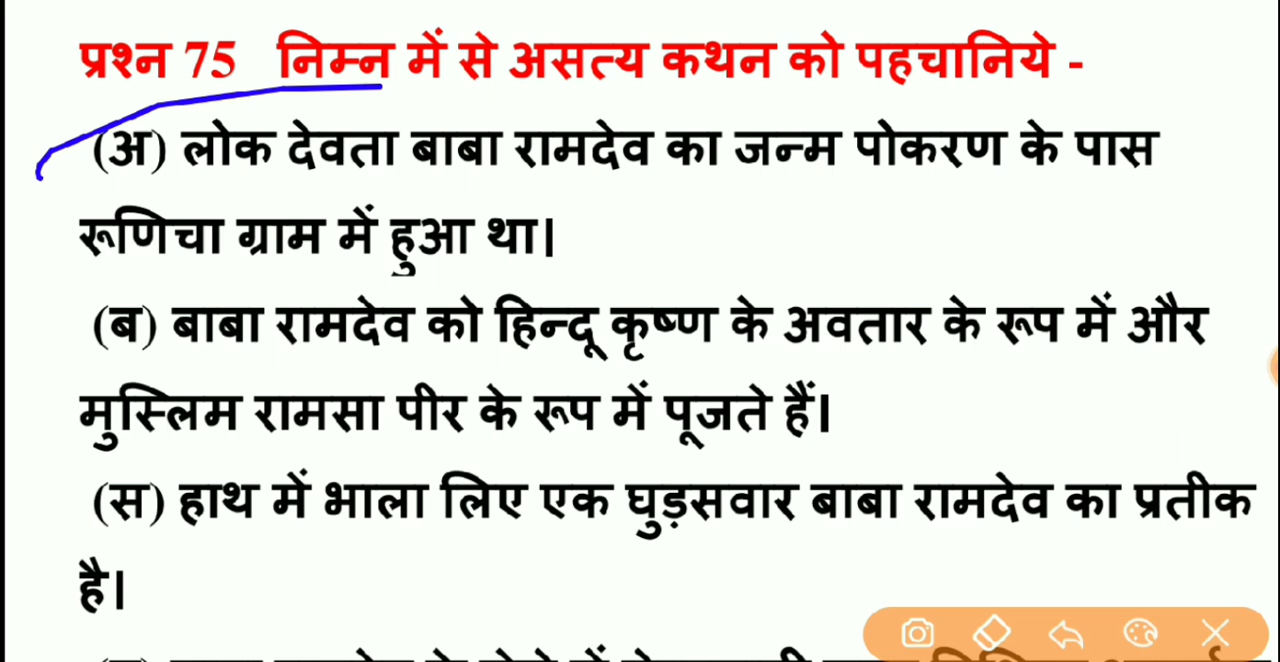 प्रश्न 75 निम्न में से असत्य कथन को पहचानिये -
(अ) लोक देवता बाबा रामदेव का जन्म पोकरण के पास
रूणिचा ग्राम में हुआ था।
(ब) बाबा रामदेव को हिन्दू कृष्ण के अवतार के रूप में और
मुस्लिम रामसा पीर के रूप में पूजते हैं।
(स) हाथ में भाला लिए एक घुड़सवार बाबा रामदेव का प्रतीक
है।